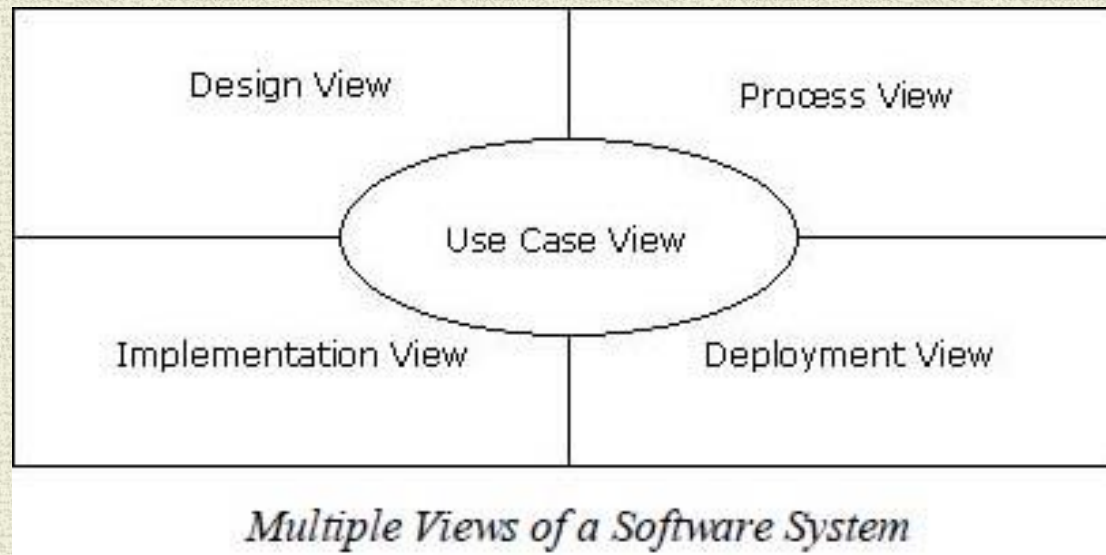 Design View
Process View
Use Case View
Implementation View
Deployment View
Multiple Views of a Software System